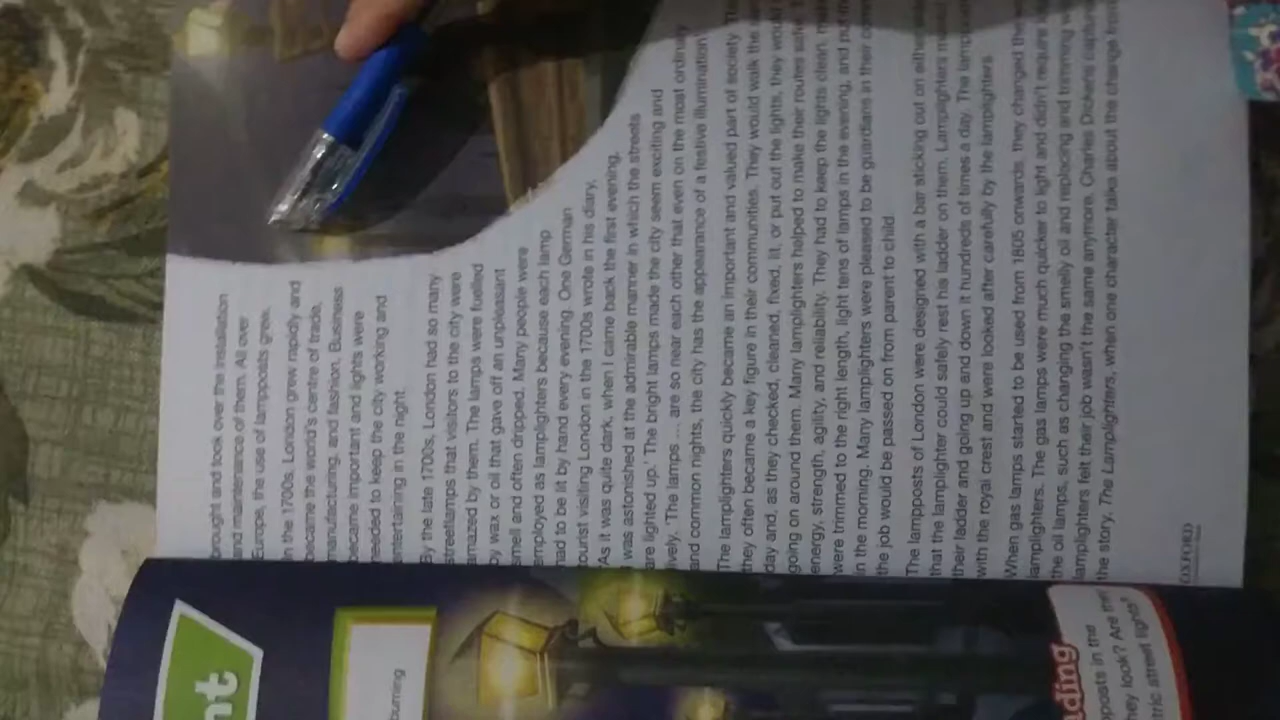 brought and took over the installation
and maintenance of them. All over
Europe, the use of lampposts grew.
In the 1700s, London grew rapidly and
became the world's centre of trade,
manufacturing, and fashion. Business
became important and lights were
needed to keep the city working and
entertaining in the night.
By the late 1700s, London had so many
streetlamps that visitors to the city were
amazed by them. The lamps were fuelled
by wax or oil that gave off an unpleasant
smell and often dripped. Many people were
employed as lamplighters because each lamp
had to be lit by hand every evening. One German
tourist visiting London in the 1700s wrote in his diary,
'As it was quite dark, when I came back the first evening,
I was astonished at the admirable manner in which the streets
are lighted up.' The bright lamps made the city seem exciting and
lively, 'The lamps ... are so near each other that even on the most ordinary
and common nights, the city has the appearance of a festive illumination
The lamplighters quickly became an important and valued part of society.
they often became a key figure in their communities. They would walk the
day and, as they checked, cleaned, fixed, lit, or put out the lights, they would
going on around them. Many lamplighters helped to make their routes
energy, strength, agility, and reliability. They had to keep the lights clean,
were trimmed to the right length, light tens of lamps in the evening, and put
in the morning. Many lamplighters were pleased to be guardians in their
the job would be passed on from parent to child.
The lampposts of London were designed with a bar sticking out on either
that the lamplighter could safely rest his ladder on them. Lamplighters
their ladder and going up and down it hundreds of times a day. The
with the royal crest and were looked after carefully by the lamplighters.
When gas lamps started to be used from 1805 onwards, they changed the
lamplighters. The gas lamps were much quicker to light and didn't require
the oil lamps, such as changing the smelly oil and replacing and trimming
lamplighters felt their job wasn't the same anymore. Charles Dickens
the story, The Lamplighters, when one character talks about the change
OXFORD
nt
burning
ading
posts in the
they look? Are
tric street lights?